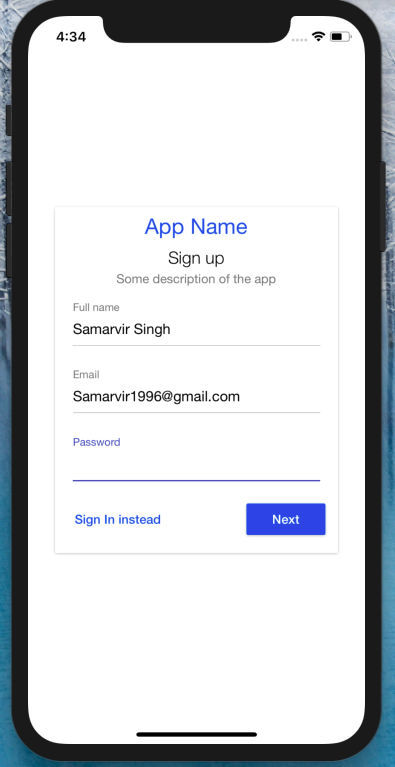 4:34
App Name
Sign up
Some description of the app
Full name
Samarvir Singh
Email
Samarvir1996@gmail.com
Password
Sign In instead
Next